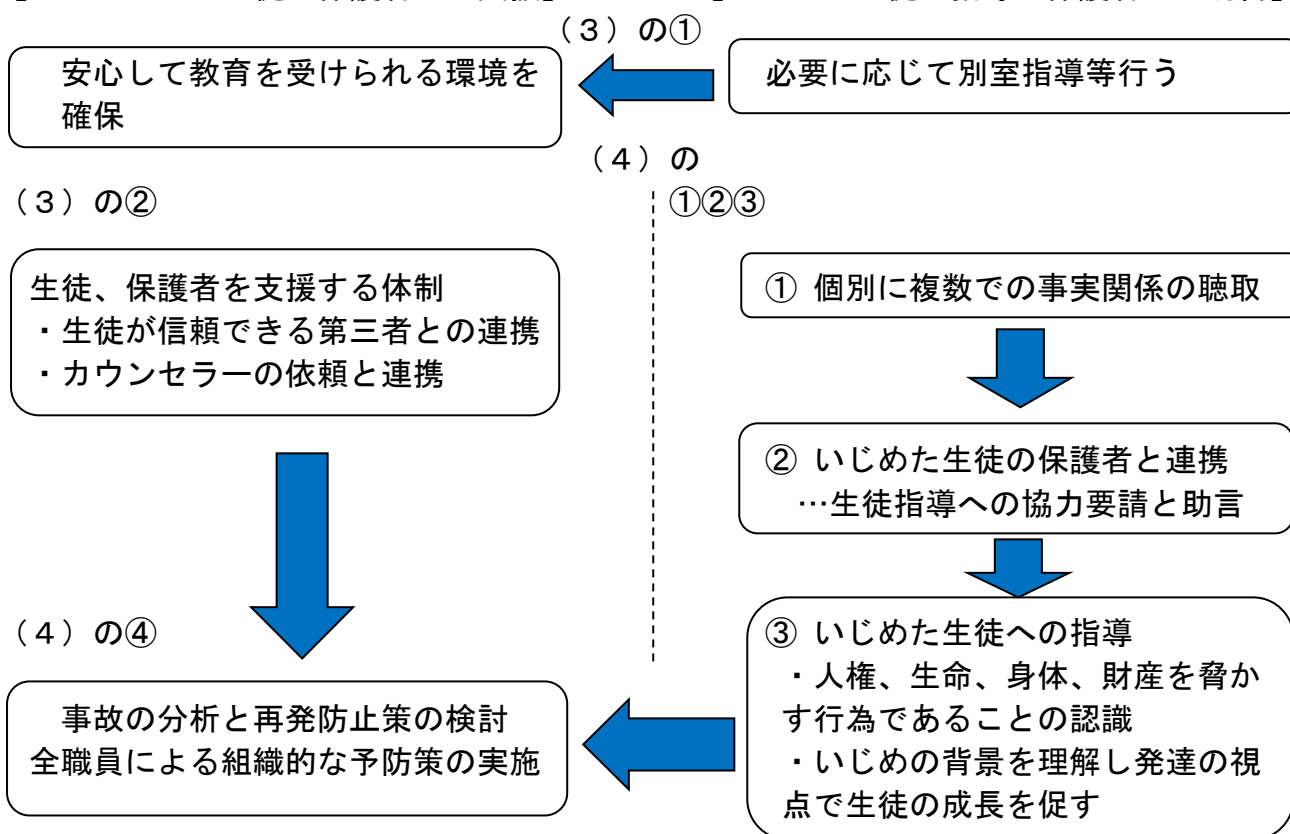 (3)の①
安心して教育を受けられる環境を
確保
必要に応じて別室指導等行う
(4)の
①②③
(3)の②
生徒、保護者を支援する体制
・生徒が信頼できる第三者との連携
・カウンセラーの依頼と連携
① 個別に複数での事実関係の聴取
② いじめた生徒の保護者と連携
…生徒指導への協力要請と助言
③ いじめた生徒への指導
・人権、生命、身体、財産を脅か
す行為であることの認識
・いじめの背景を理解し発達の視
点で生徒の成長を促す
(4)の④
事故の分析と再発防止策の検討
全職員による組織的な予防策の実施